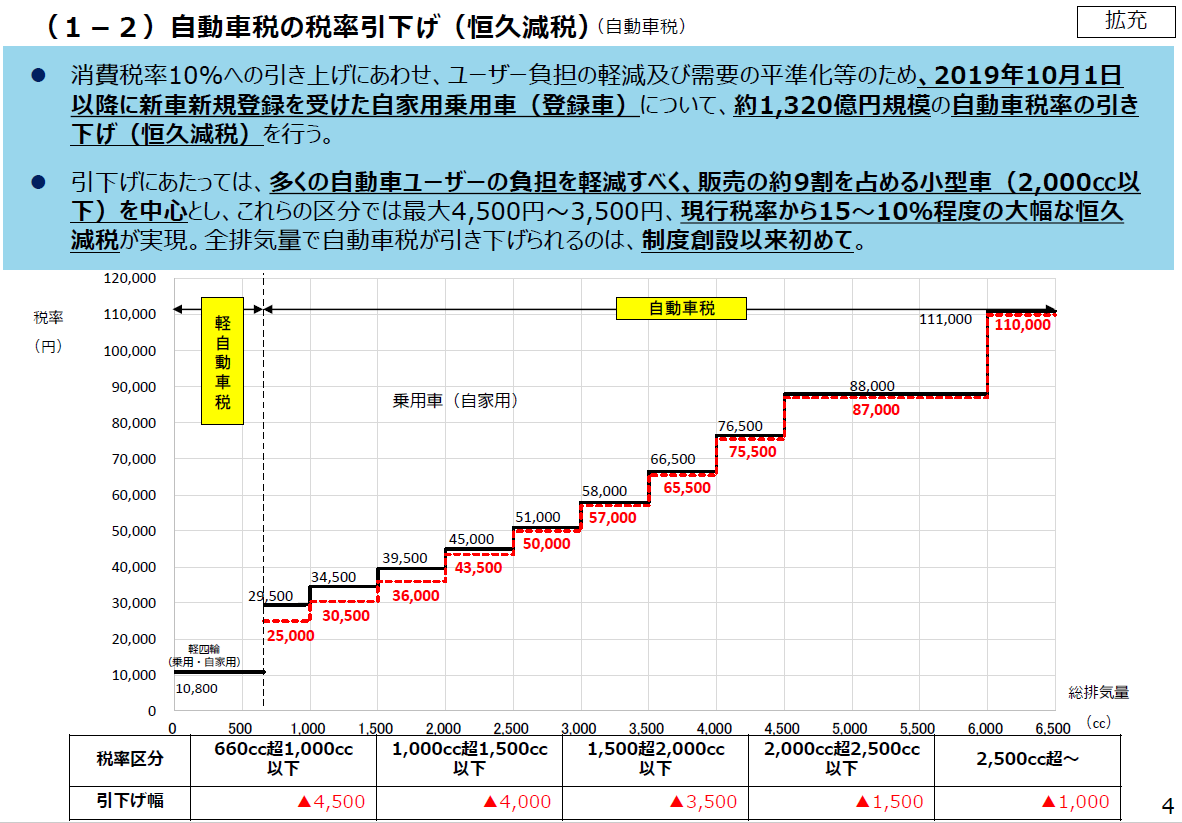 （１－２）自動車税の税率引下げ（恒久減税）（自動車税）
拡充
● 消費税率10％への引き上げにあわせ、ユーザー負担の軽減及び需要の平準化等のため、2019年10月1日
以降に新車新規登録を受けた自家用乗用車（登録車）について、約1,320億円規模の自動車税率の引き
下げ（恒久減税）を行う。
● 引下げにあたっては、多くの自動車ユーザーの負担を軽減すべく、販売の約9割を占める小型車（2,000cc以
下）を中心とし、これらの区分では最大4,500円～3,500円、現行税率から15～10％程度の大幅な恒久
減税が実現。全排気量で自動車税が引き下げられるのは、制度創設以来初めて。
税率
（円）
120,000
110,000
100,000
90,000
80,000
70,000
60,000
50,000
40,000
30,000
20,000
10,000
0
軽自動車税
自動車税
乗用車（自家用）
111,000
110,000
88,000
87,000
76,500
75,500
66,500
65,500
58,000
57,000
51,000
50,000
45,000
43,500
39,500
36,000
34,500
30,500
29,500
25,000
軽四輪
（乗用・自家用）
10,800
総排気量
（cc）
0 500 1,000 1,500 2,000 2,500 3,000 3,500 4,000 4,500 5,000 5,500 6,000 6,500
税率区分
660cc超1,000cc
以下
1,000cc超1,500cc
以下
1,500超2,000cc
以下
2,000cc超2,500cc
以下
2,500cc超～
引下げ幅 ▲4,500 ▲4,000 ▲3,500 ▲1,500 ▲1,000
4